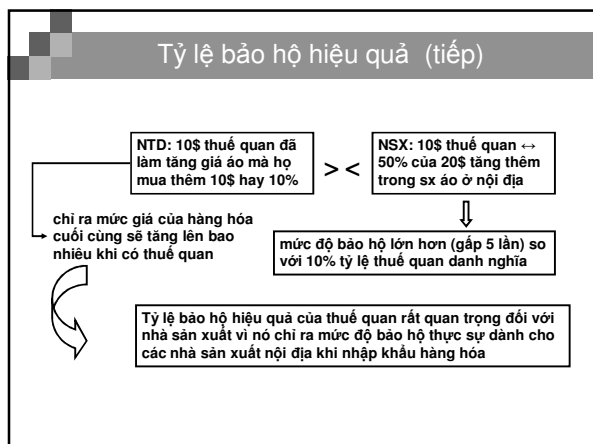 Tỷ lệ bảo hộ hiệu quả (tiếp)
NTD: 10$ thuế quan đã
làm tăng giá áo mà họ
mua thêm 10$ hay 10%
> <
NSX: 10$ thuế quan ↔
50% của 20$ tăng thêm
trong sx áo ở nội địa
chỉ ra mức giá của hàng hóa
cuối cùng sẽ tăng lên bao
nhiêu khi có thuế quan
mức độ bảo hộ lớn hơn (gấp 5 lần) so
với 10% tỷ lệ thuế quan danh nghĩa
Tỷ lệ bảo hộ hiệu quả của thuế quan rất quan trọng đối với
nhà sản xuất vì nó chỉ ra mức độ bảo hộ thực sự dành cho
các nhà sản xuất nội địa khi nhập khẩu hàng hóa